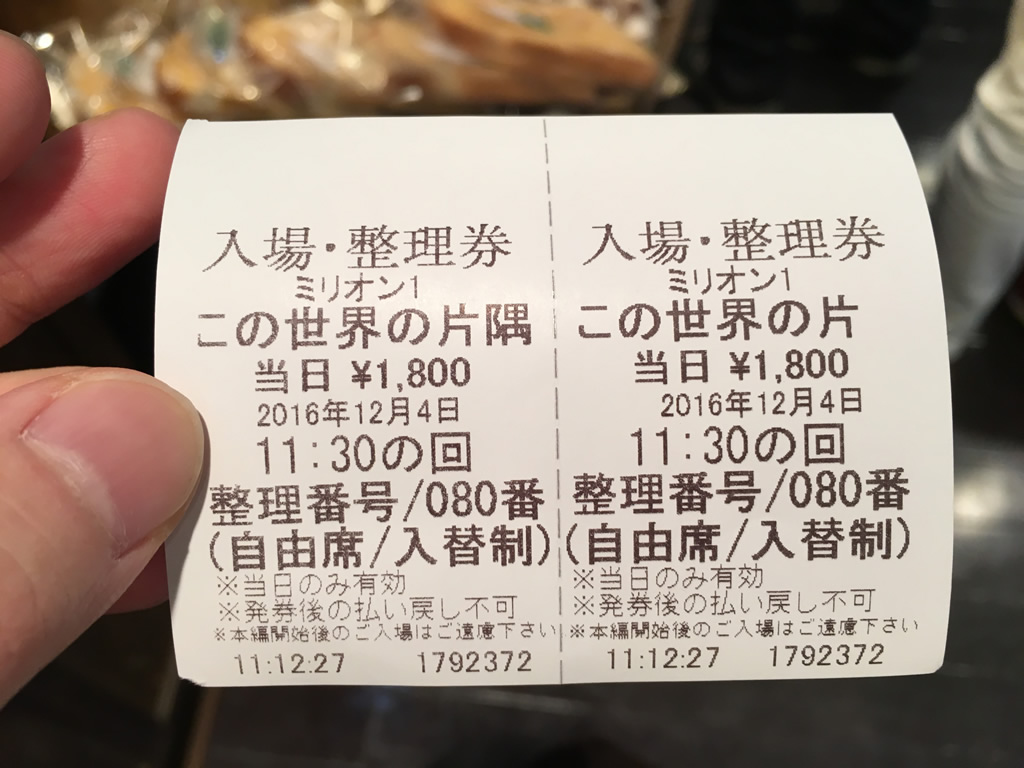 入場・整理券
ミリオン1
この世界の片隅
当日 ¥1,800
2016年12月4日
11:30の回
整理番号/080番
(自由席/入替制)
※当日のみ有効
※発券後の払い戻し不可
※本編開始後のご入場はご遠慮下さい
11:12:27 1792372
入場・整理券
ミリオン1
この世界の片
当日 ¥1,800
2016年12月4日
11:30の回
整理番号/080番
(自由席/入替制)
※当日のみ有効
※発券後の払い戻し不可
※本編開始後のご入場はご遠慮下さい
11:12:27 1792372